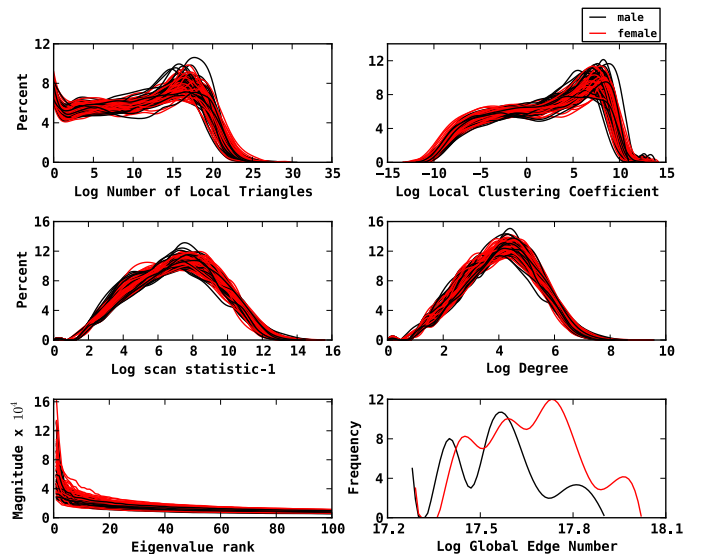 male
female
12
8
4
0
Percent
0 5 10 15 20 25 30 35
Log Number of Local Triangles
12
8
4
0
−15 −10 −5 0 5 10 15
Log Local Clustering Coefficient
12
8
4
0
Percent
0 2 4 6 8 10 12 14 16
Log scan statistic-1
12
8
4
0
0 2 4 6 8 10
Log Degree
16
12
8
4
0
Magnitude x 10^4
0 20 40 60 80 100
Eigenvalue rank
12
8
4
0
Frequency
17.2 17.5 17.8 18.1
Log Global Edge Number